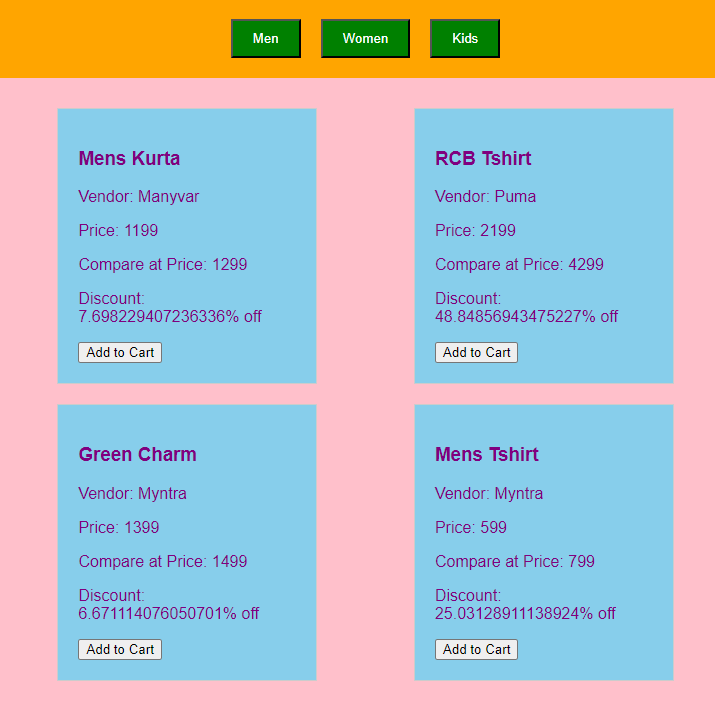 Men
Women
Kids
Mens Kurta
Vendor: Manyvar
Price: 1199
Compare at Price: 1299
Discount:
7.698229407236336% off
Add to Cart
RCB Tshirt
Vendor: Puma
Price: 2199
Compare at Price: 4299
Discount:
48.84856943475227% off
Add to Cart
Green Charm
Vendor: Myntra
Price: 1399
Compare at Price: 1499
Discount:
6.671114076050701% off
Add to Cart
Mens Tshirt
Vendor: Myntra
Price: 599
Compare at Price: 799
Discount:
25.03128911138924% off
Add to Cart